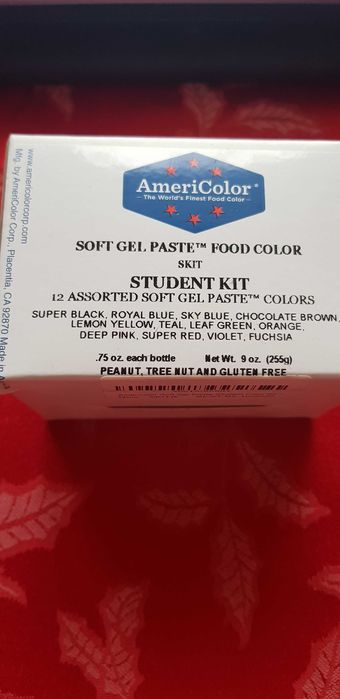 AmeriColor®
The World's Finest Food Color
SOFT GEL PASTE™ FOOD COLOR
SKIT
STUDENT KIT
12 ASSORTED SOFT GEL PASTE™ COLORS
SUPER BLACK, ROYAL BLUE, SKY BLUE, CHOCOLATE BROWN,
LEMON YELLOW, TEAL, LEAF GREEN, ORANGE,
DEEP PINK, SUPER RED, VIOLET, FUCHSIA
.75 oz. each bottle Net Wt. 9 oz. (255g)
PEANUT, TREE NUT AND GLUTEN FREE
www.americolorcorp.com
Mfg. by AmeriColor Corp., Placentia, CA 92870 Made in